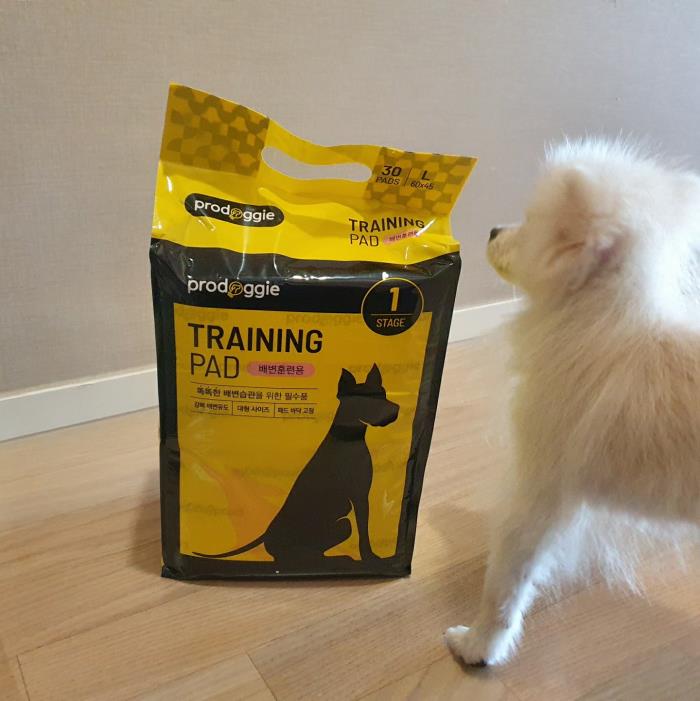 30 PADS L 60x45
prodoggie
TRAINING
PAD 배변훈련용
prodoggie
1
STAGE
TRAINING
PAD 배변훈련용
똑똑한 배변습관을 위한 필수품
강력 배변유도 대형 사이즈 패드 바닥 고정